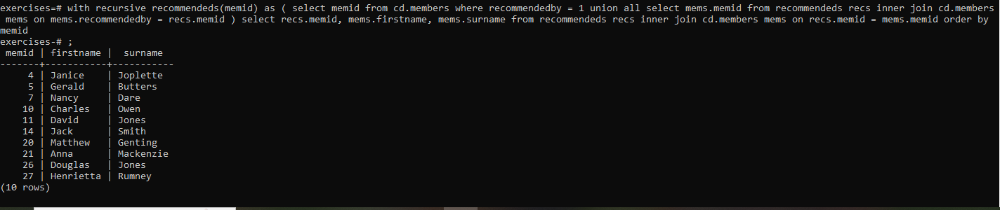 exercises=# with recursive recommendeds(memid) as ( select memid from cd.members where recommendedby = 1 union all select mems.memid from recommendeds recs inner join cd.members
 mems on mems.recommendedby = recs.memid ) select recs.memid, mems.firstname, mems.surname from recommendeds recs inner join cd.members mems on recs.memid = mems.memid order by
memid
exercises-# ;
 memid | firstname |  surname
-------+-----------+-----------
     4 | Janice    | Joplette
     5 | Gerald    | Butters
     7 | Nancy     | Dare
    10 | Charles   | Owen
    11 | David     | Jones
    14 | Jack      | Smith
    20 | Matthew   | Genting
    21 | Anna      | Mackenzie
    26 | Douglas   | Jones
    27 | Henrietta | Rumney
(10 rows)